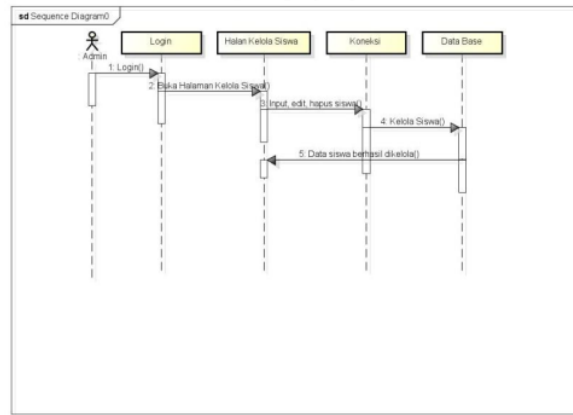 sd Sequence Diagram0
Login
Halan Kelola Siswa
Koneksi
Data Base
: Admin
1: Login()
2: Buka Halaman Kelola Siswa()
3: Input, edit, hapus siswa()
4: Kelola Siswa()
5: Data siswa berhasil dikelola()